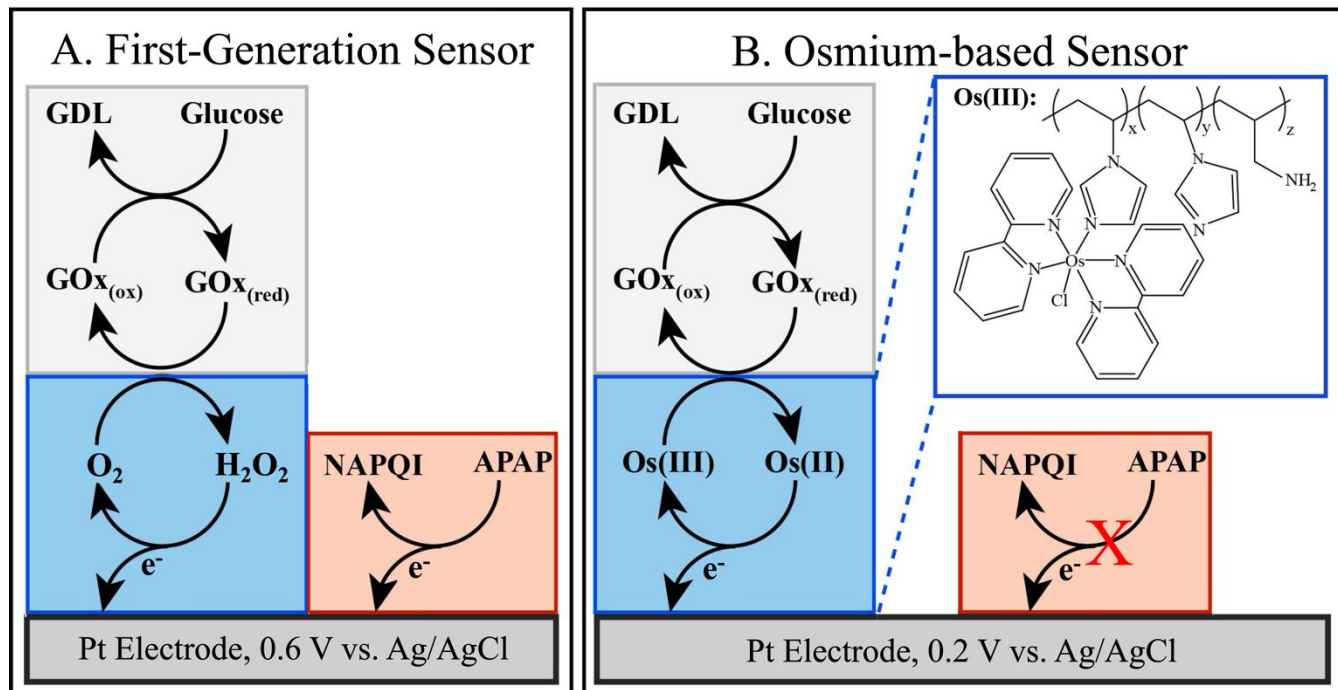 A. First-Generation Sensor
GDL Glucose
GOx(ox) GOx(red)
O2 H2O2 NAPQI APAP
e- e-
Pt Electrode, 0.6 V vs. Ag/AgCl
B. Osmium-based Sensor
GDL Glucose
GOx(ox) GOx(red)
Os(III) Os(II) NAPQI APAP
e- e- X
Pt Electrode, 0.2 V vs. Ag/AgCl
Os(III):
x y z
N N
NH2
N N N
N Os N
Cl N